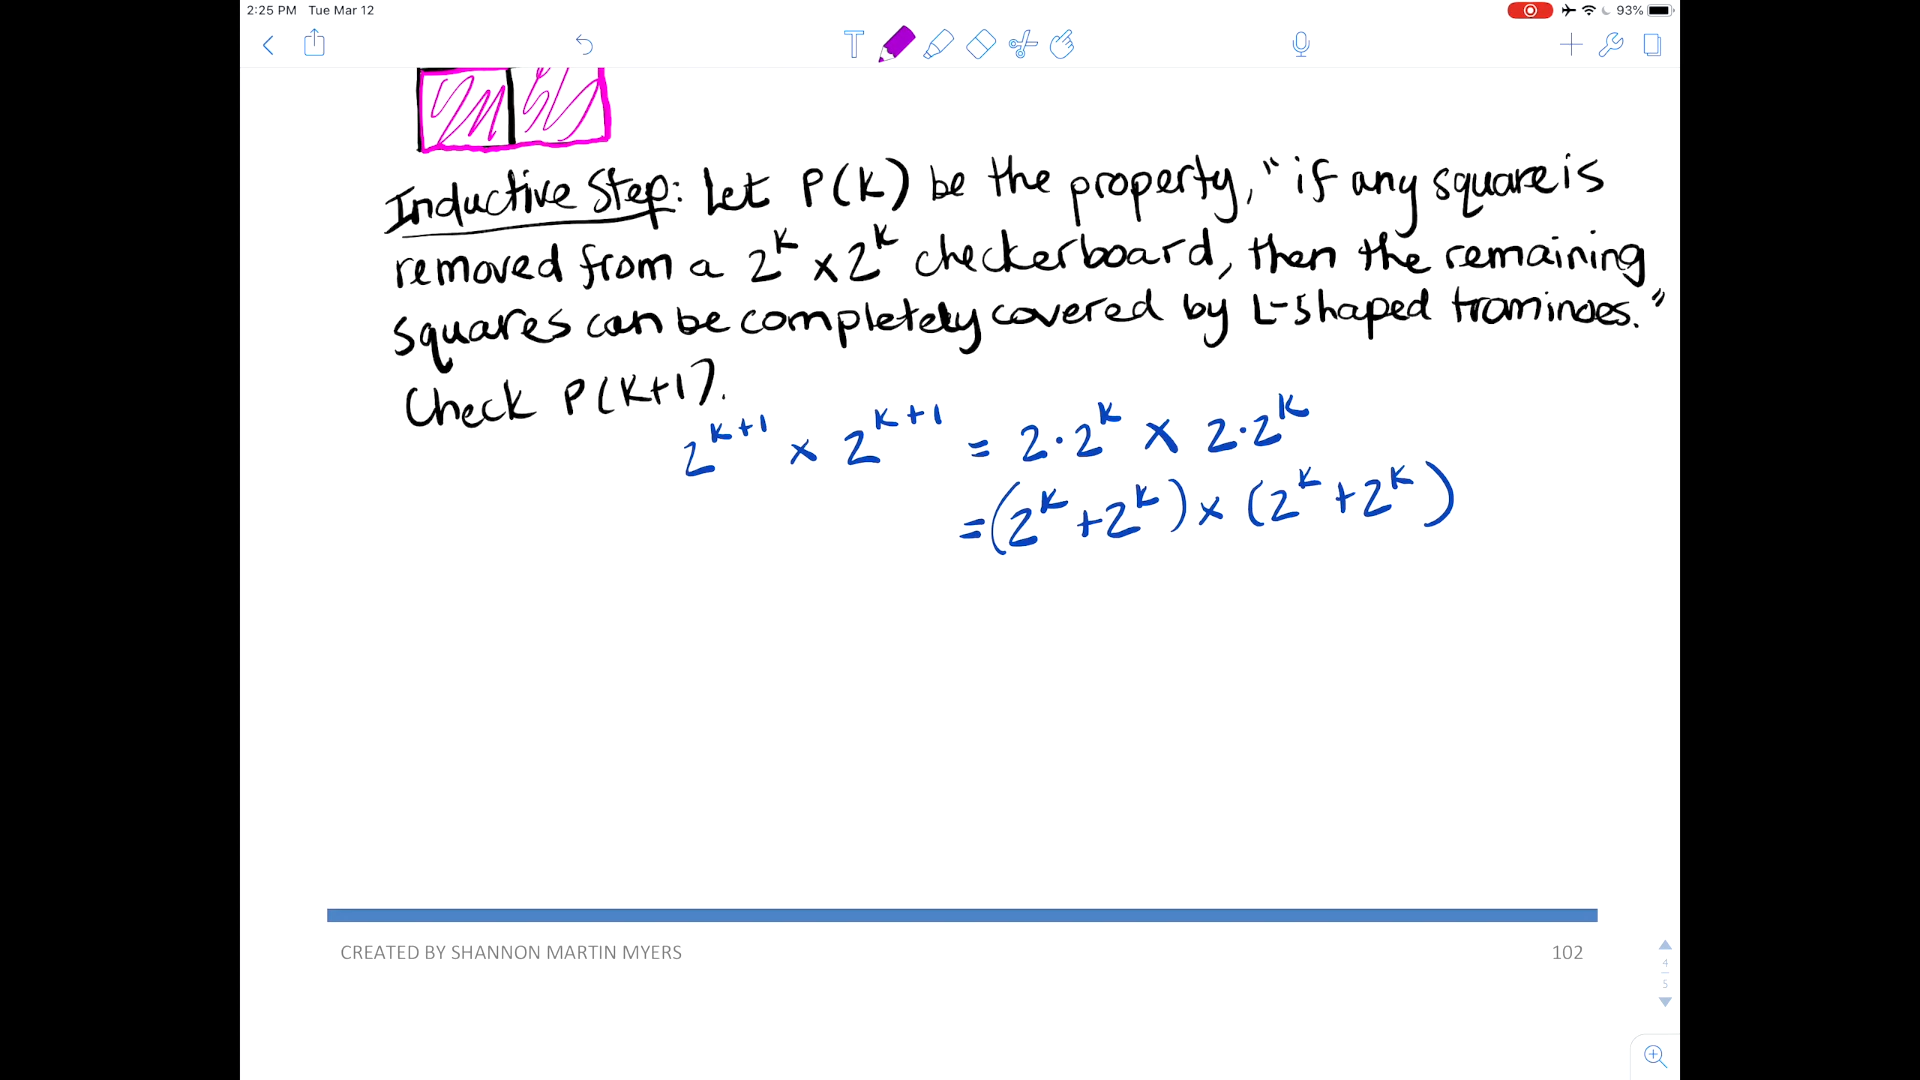 2:25 PM Tue Mar 12
93%
T
Inductive Step: Let P(K) be the property, "if any square is
removed from a 2^k x 2^k checkerboard, then the remaining
squares can be completely covered by L-shaped trominoes."
Check P(K+1).
2^{k+1} x 2^{k+1} = 2·2^k x 2·2^k
=(2^k+2^k) x (2^k+2^k)
CREATED BY SHANNON MARTIN MYERS
102
4
5